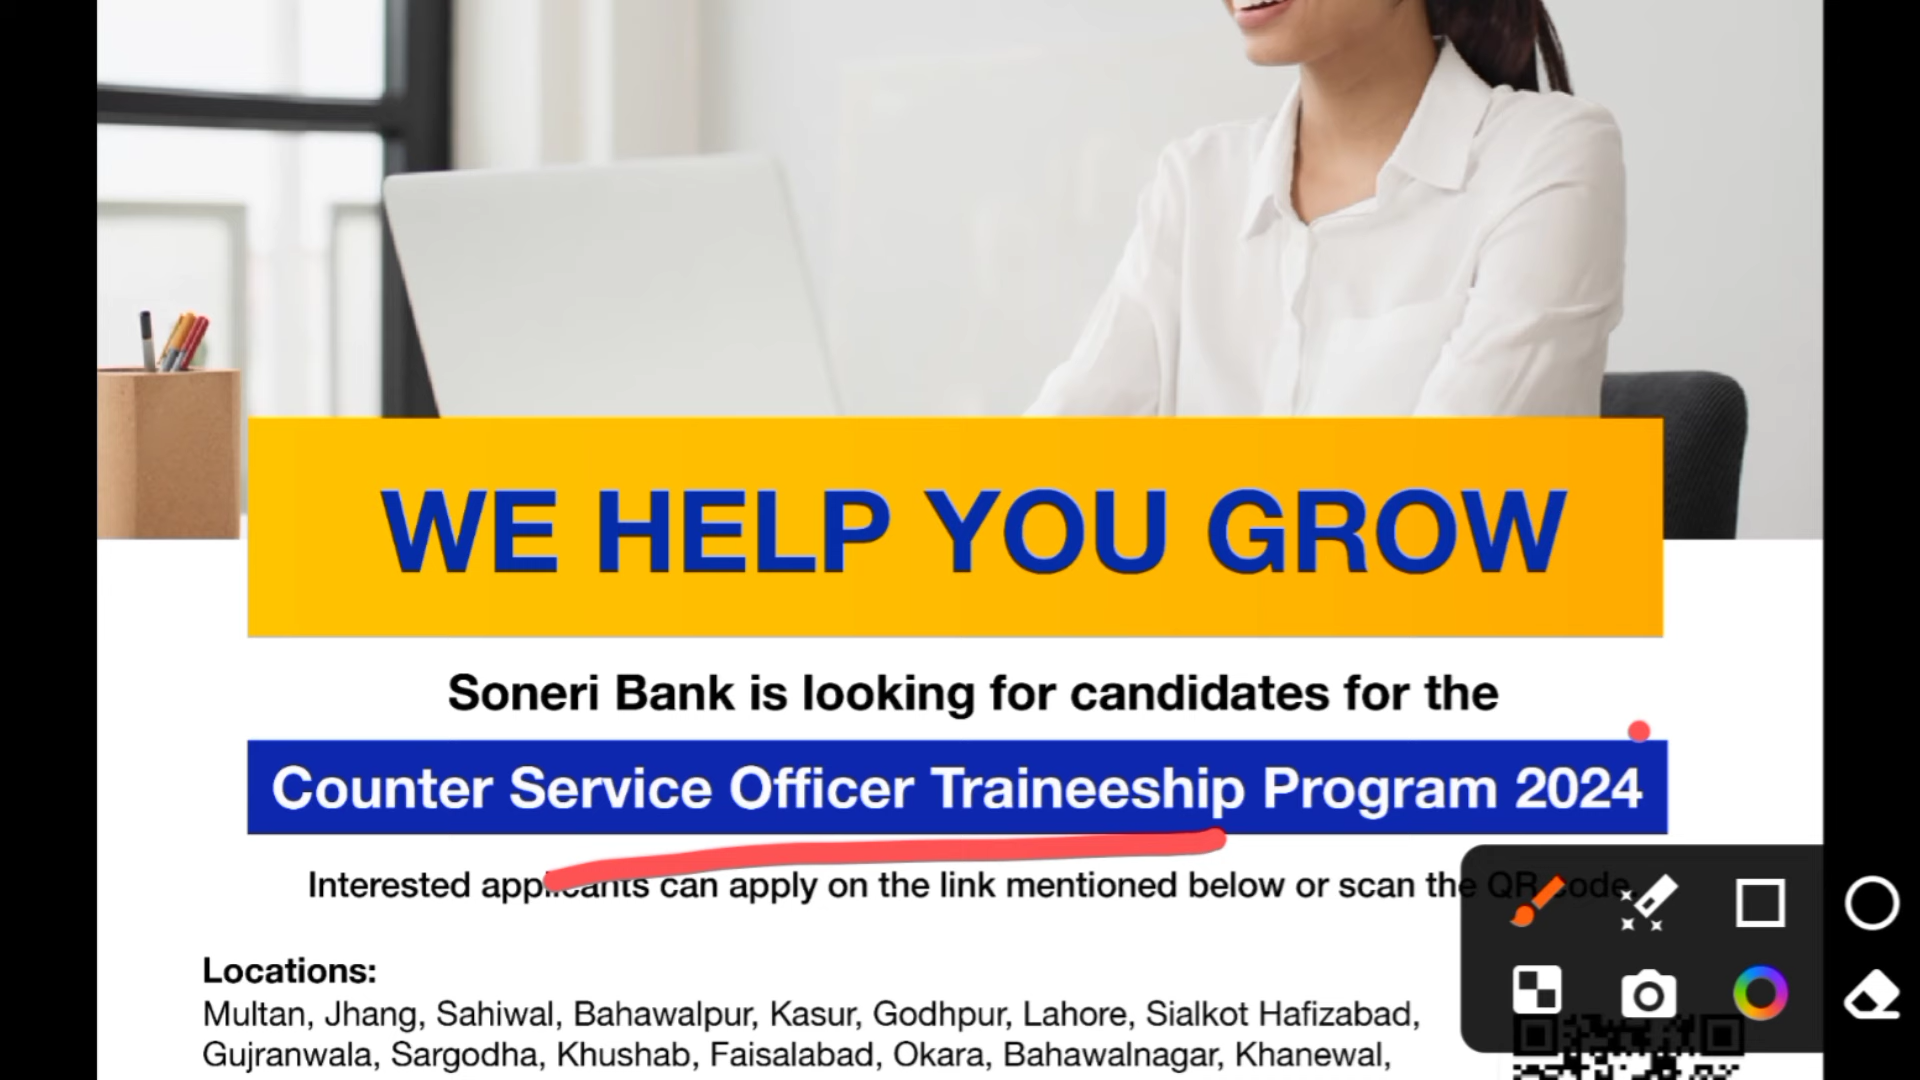 WE HELP YOU GROW
Soneri Bank is looking for candidates for the
Counter Service Officer Traineeship Program 2024
Interested applicants can apply on the link mentioned below or scan the QR code
Locations:
Multan, Jhang, Sahiwal, Bahawalpur, Kasur, Godhpur, Lahore, Sialkot Hafizabad,
Gujranwala, Sargodha, Khushab, Faisalabad, Okara, Bahawalnagar, Khanewal,